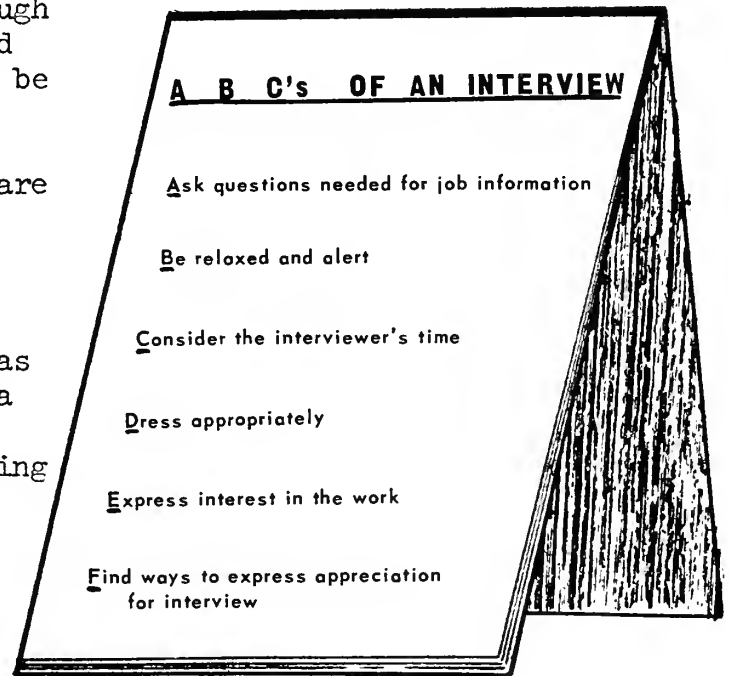 ugh
d
be
are
as
a
ing
A B C's OF AN INTERVIEW
Ask questions needed for job information
Be relaxed and alert
Consider the interviewer's time
Dress appropriately
Express interest in the work
Find ways to express appreciation
for interview